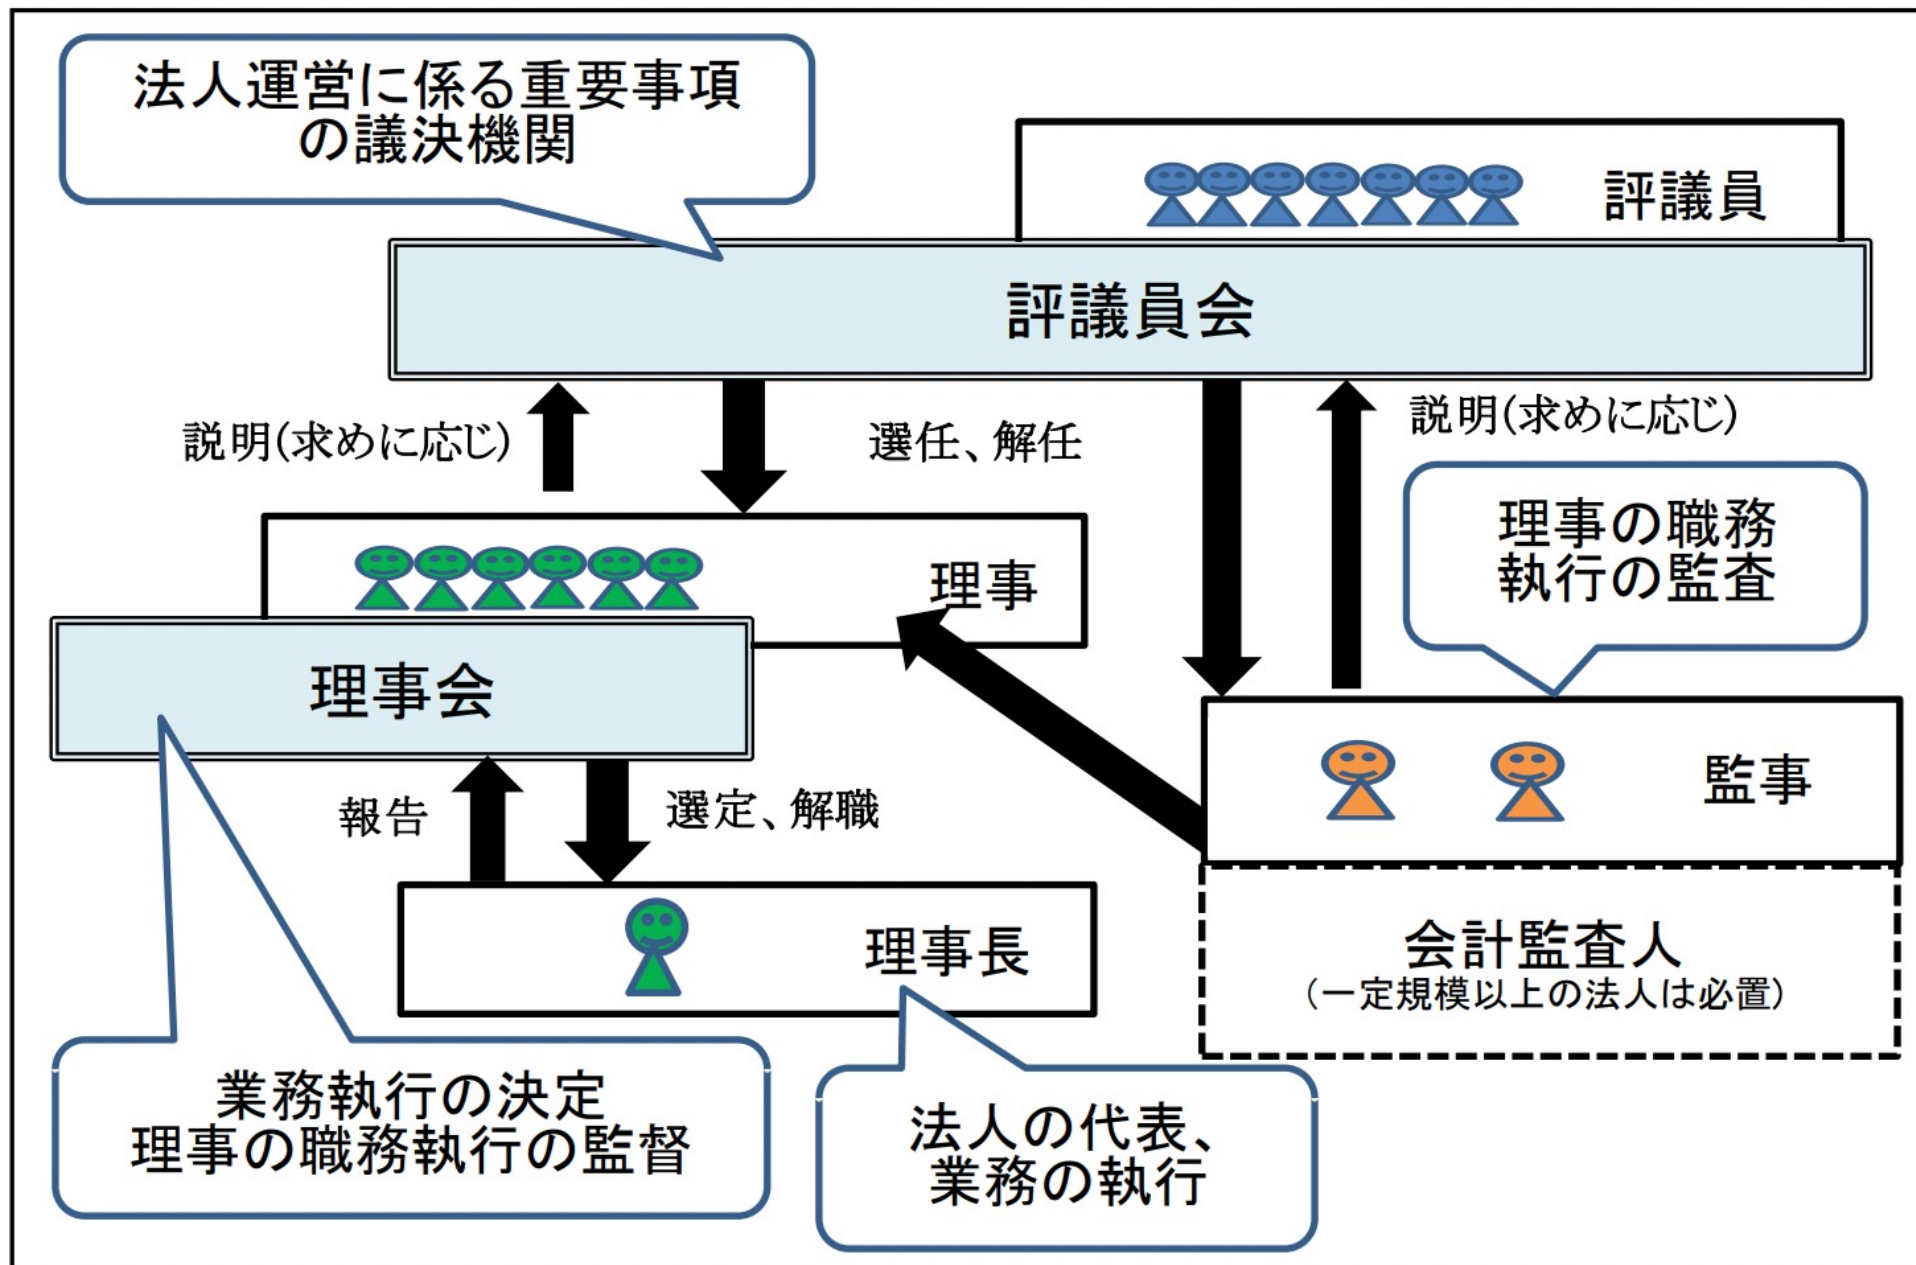 法人運営に係る重要事項
の議決機関
評議員
評議員会
説明(求めに応じ)
選任、解任
説明(求めに応じ)
理事の職務
執行の監査
理事
理事会
監事
報告
選定、解職
理事長
会計監査人
(一定規模以上の法人は必置)
業務執行の決定
理事の職務執行の監督
法人の代表、
業務の執行